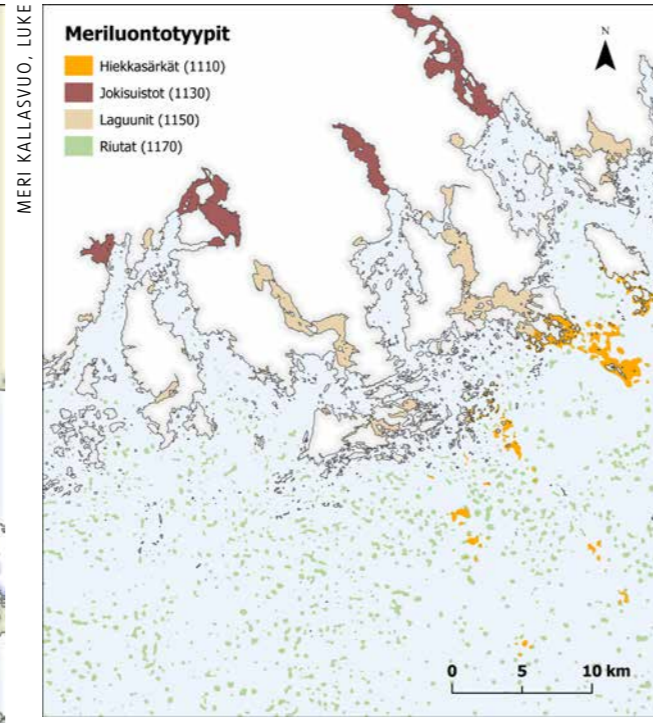 MERI KALLASVUO, LUKE
Meriluontotyypit
N
Hiekkasärkät (1110)
Jokisuistot (1130)
Laguunit (1150)
Riutat (1170)
0 5 10 km